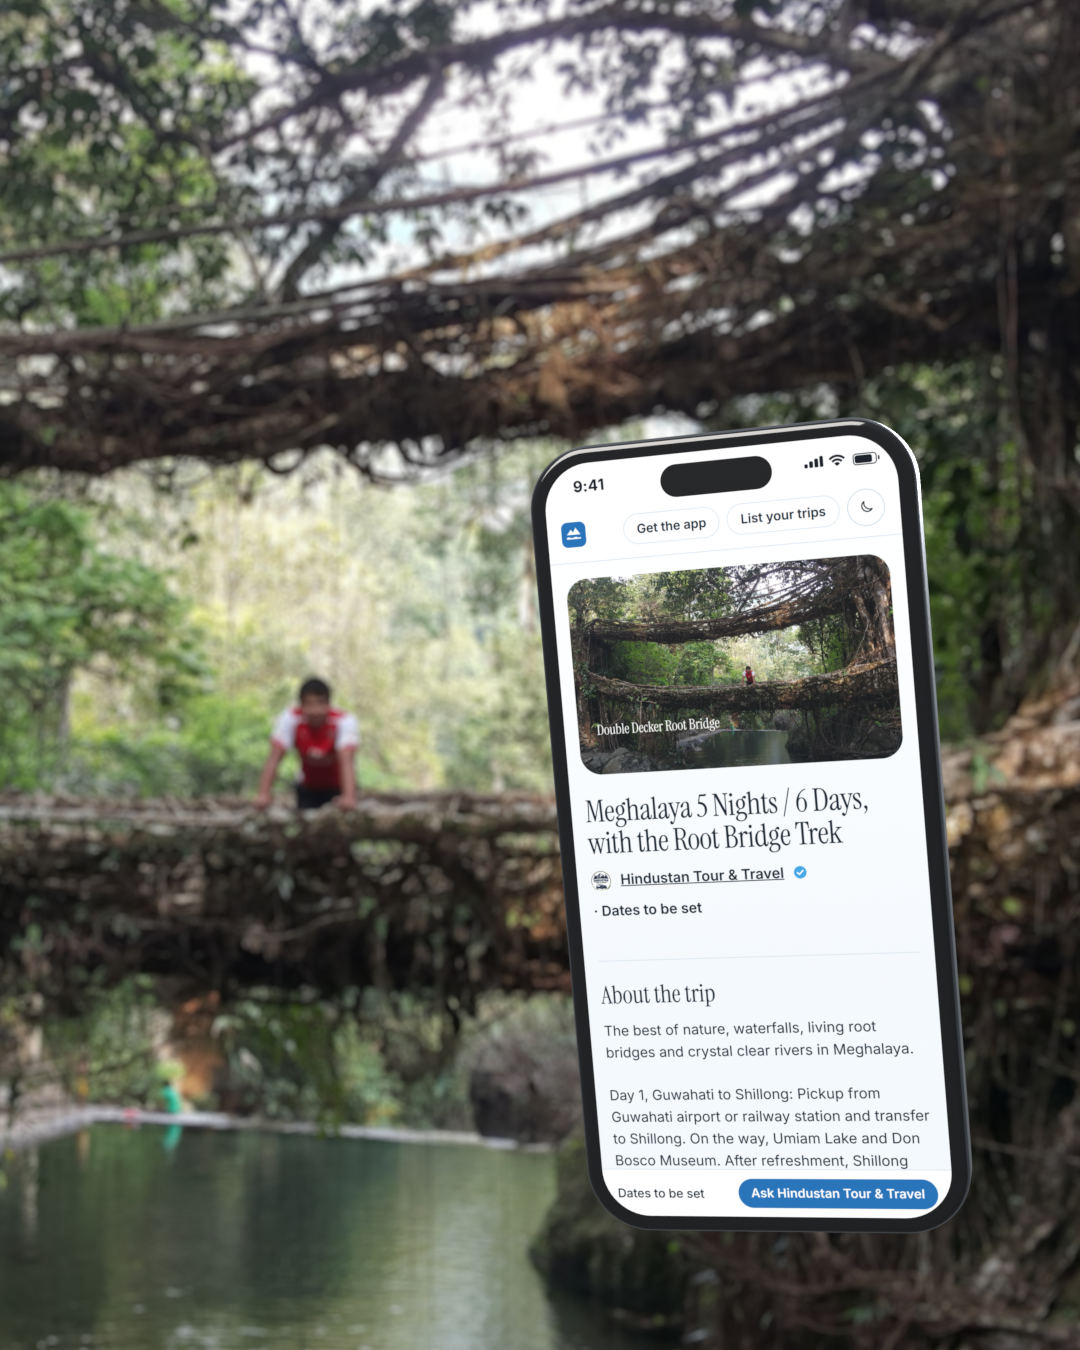 9:41
Get the app
List your trips
Double Decker Root Bridge
Meghalaya 5 Nights / 6 Days,
with the Root Bridge Trek
Hindustan Tour & Travel
· Dates to be set
About the trip
The best of nature, waterfalls, living root
bridges and crystal clear rivers in Meghalaya.
Day 1, Guwahati to Shillong: Pickup from
Guwahati airport or railway station and transfer
to Shillong. On the way, Umiam Lake and Don
Bosco Museum. After refreshment, Shillong
Dates to be set
Ask Hindustan Tour & Travel